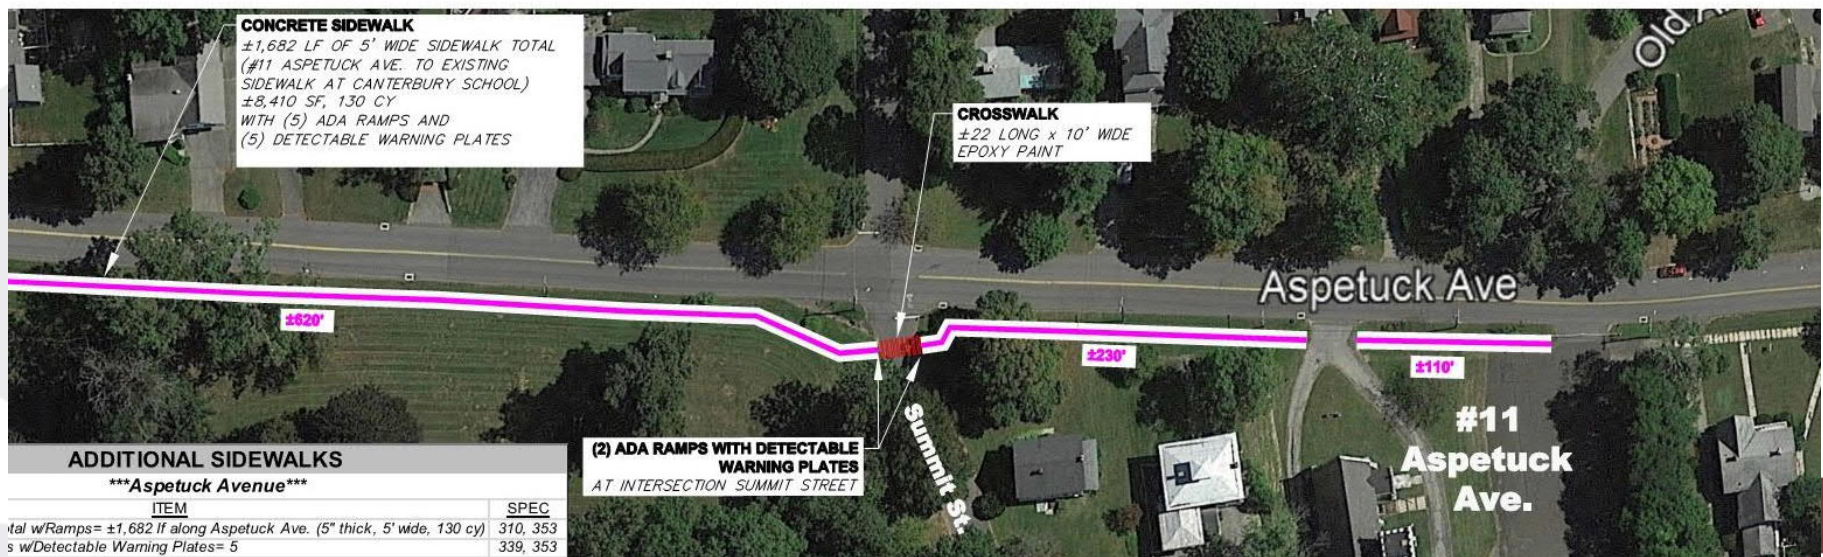 CONCRETE SIDEWALK
±1,682 LF OF 5' WIDE SIDEWALK TOTAL
(#11 ASPETUCK AVE. TO EXISTING
SIDEWALK AT CANTERBURY SCHOOL)
±8,410 SF, 130 CY
WITH (5) ADA RAMPS AND
(5) DETECTABLE WARNING PLATES
CROSSWALK
±22 LONG x 10' WIDE
EPOXY PAINT
Old
Aspetuck Ave
±620'
±230'
±110'
(2) ADA RAMPS WITH DETECTABLE
WARNING PLATES
AT INTERSECTION SUMMIT STREET
Summit St.
#11
Aspetuck
Ave.
ADDITIONAL SIDEWALKS
***Aspetuck Avenue***
ITEM SPEC
w/Ramps= ±1,682 lf along Aspetuck Ave. (5" thick, 5' wide, 130 cy) 310, 353
w/Detectable Warning Plates= 5 339, 353